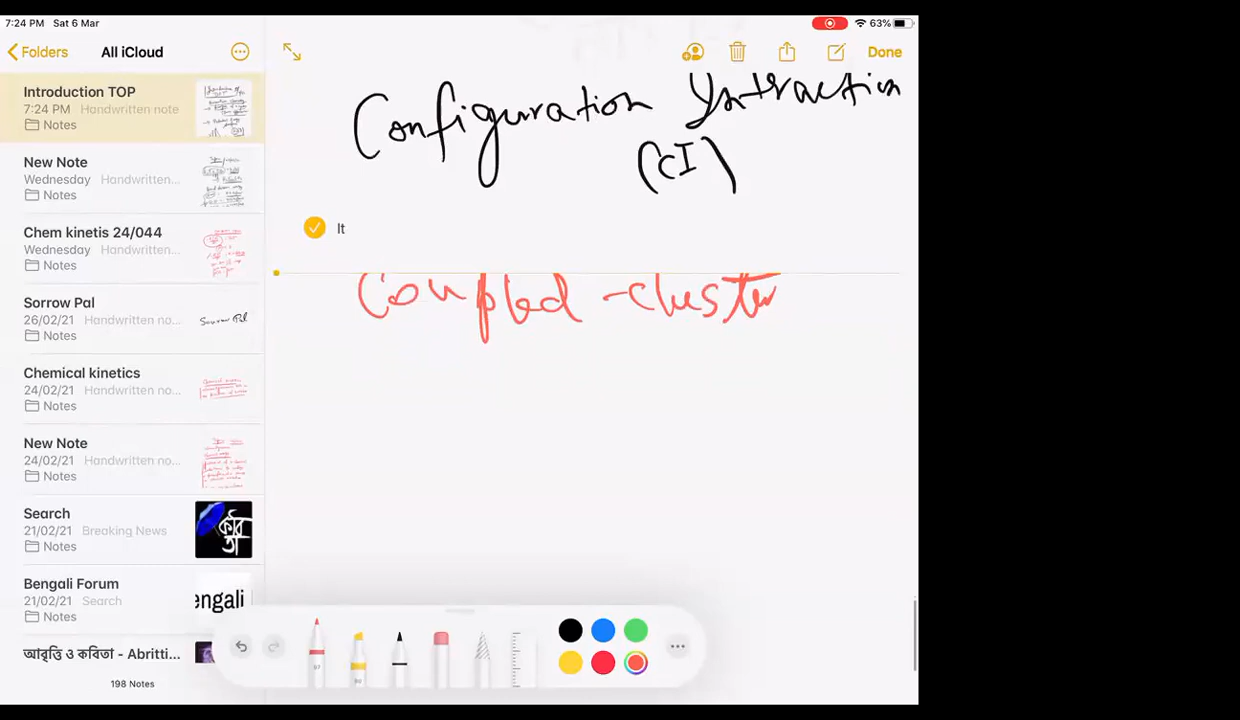 7:24 PM Sat 6 Mar
63%
Folders
All iCloud
Done
Introduction TOP
7:24 PM Handwritten note
Notes
New Note
Wednesday Handwritten...
Notes
Chem kinetis 24/044
Wednesday Handwritten...
Notes
Sorrow Pal
26/02/21 Handwritten no...
Notes
Sourav Pal
Chemical kinetics
24/02/21 Handwritten no...
Notes
New Note
24/02/21 Handwritten no...
Notes
Search
21/02/21 Breaking News
Notes
Bengali Forum
21/02/21 Search
Notes
engali
আবৃত্তি ও কবিতা - Abritti...
198 Notes
Configuration Intraction
(CI)
It
Coupled-cluster